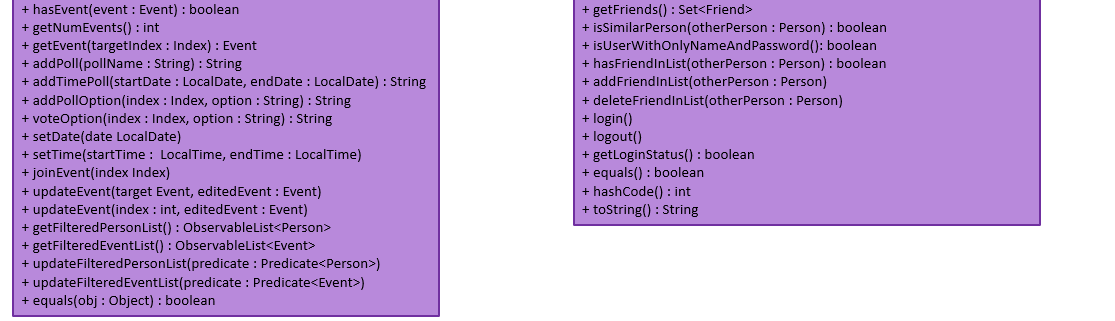 + hasEvent(event : Event) : boolean
+ getNumEvents() : int
+ getEvent(targetIndex : Index) : Event
+ addPoll(pollName : String) : String
+ addTimePoll(startDate : LocalDate, endDate : LocalDate) : String
+ addPollOption(index : Index, option : String) : String
+ voteOption(index : Index, option : String) : String
+ setDate(date LocalDate)
+ setTime(startTime :  LocalTime, endTime : LocalTime)
+ joinEvent(index Index)
+ updateEvent(target Event, editedEvent : Event)
+ updateEvent(index : int, editedEvent : Event)
+ getFilteredPersonList() : ObservableList<Person>
+ getFilteredEventList() : ObservableList<Event>
+ updateFilteredPersonList(predicate : Predicate<Person>)
+ updateFilteredEventList(predicate : Predicate<Event>)
+ equals(obj : Object) : boolean
+ getFriends() : Set<Friend>
+ isSimilarPerson(otherPerson : Person) : boolean
+ isUserWithOnlyNameAndPassword(): boolean
+ hasFriendInList(otherPerson : Person) : boolean
+ addFriendInList(otherPerson : Person)
+ deleteFriendInList(otherPerson : Person)
+ login()
+ logout()
+ getLoginStatus() : boolean
+ equals() : boolean
+ hashCode() : int
+ toString() : String